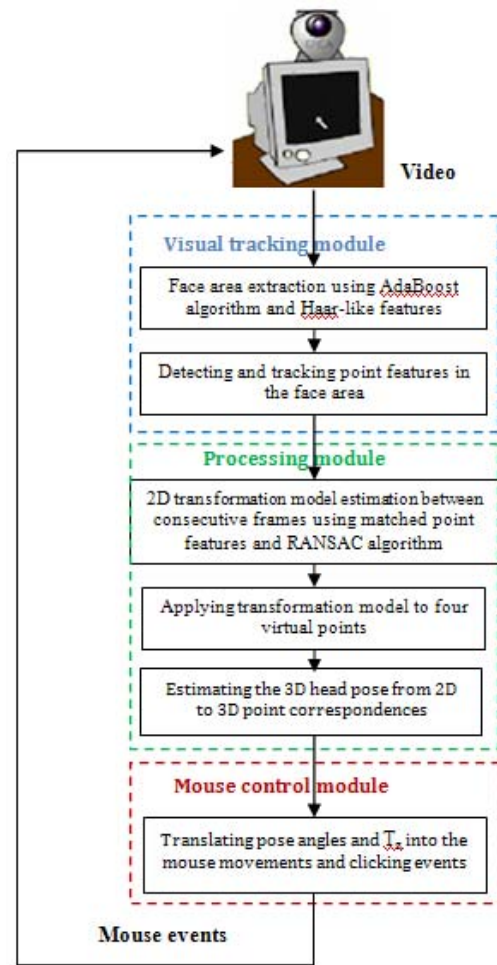 Video
Visual tracking module
Face area extraction using AdaBoost
algorithm and Haar-like features
Detecting and tracking point features in
the face area
Processing module
2D transformation model estimation between
consecutive frames using matched point
features and RANSAC algorithm
Applying transformation model to four
virtual points
Estimating the 3D head pose from 2D
to 3D point correspondences
Mouse control module
Translating pose angles and Tz into the
mouse movements and clicking events
Mouse events